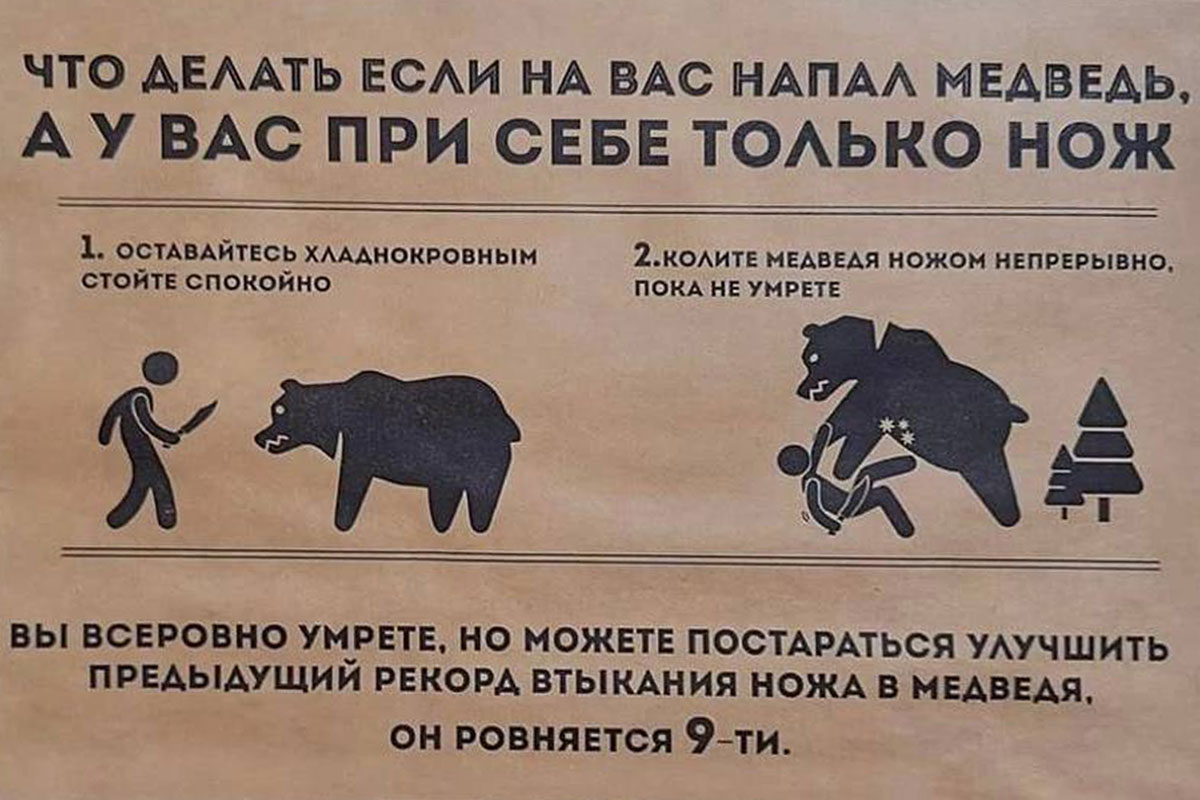 ЧТО ДЕЛАТЬ ЕСЛИ НА ВАС НАПАЛ МЕДВЕДЬ,
А У ВАС ПРИ СЕБЕ ТОЛЬКО НОЖ
1. ОСТАВАЙТЕСЬ ХЛАДНОКРОВНЫМ
СТОЙТЕ СПОКОЙНО
2.КОЛИТЕ МЕДВЕДЯ НОЖОМ НЕПРЕРЫВНО,
ПОКА НЕ УМРЕТЕ
ВЫ ВСЕРОВНО УМРЕТЕ, НО МОЖЕТЕ ПОСТАРАТЬСЯ УЛУЧШИТЬ
ПРЕДЫДУЩИЙ РЕКОРД ВТЫКАНИЯ НОЖА В МЕДВЕДЯ,
ОН РОВНЯЕТСЯ 9-ТИ.